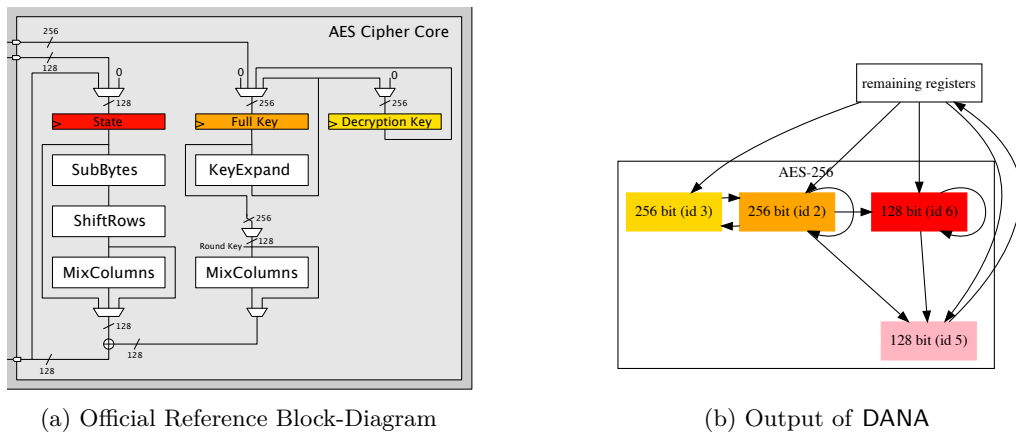 256
128
AES Cipher Core
0
0
0
128
256
256
State
Full Key
Decryption Key
SubBytes
KeyExpand
ShiftRows
256
128
Round Key
MixColumns
MixColumns
128
128
128
(a) Official Reference Block-Diagram
remaining registers
AES-256
256 bit (id 3)
256 bit (id 2)
128 bit (id 6)
128 bit (id 5)
(b) Output of DANA